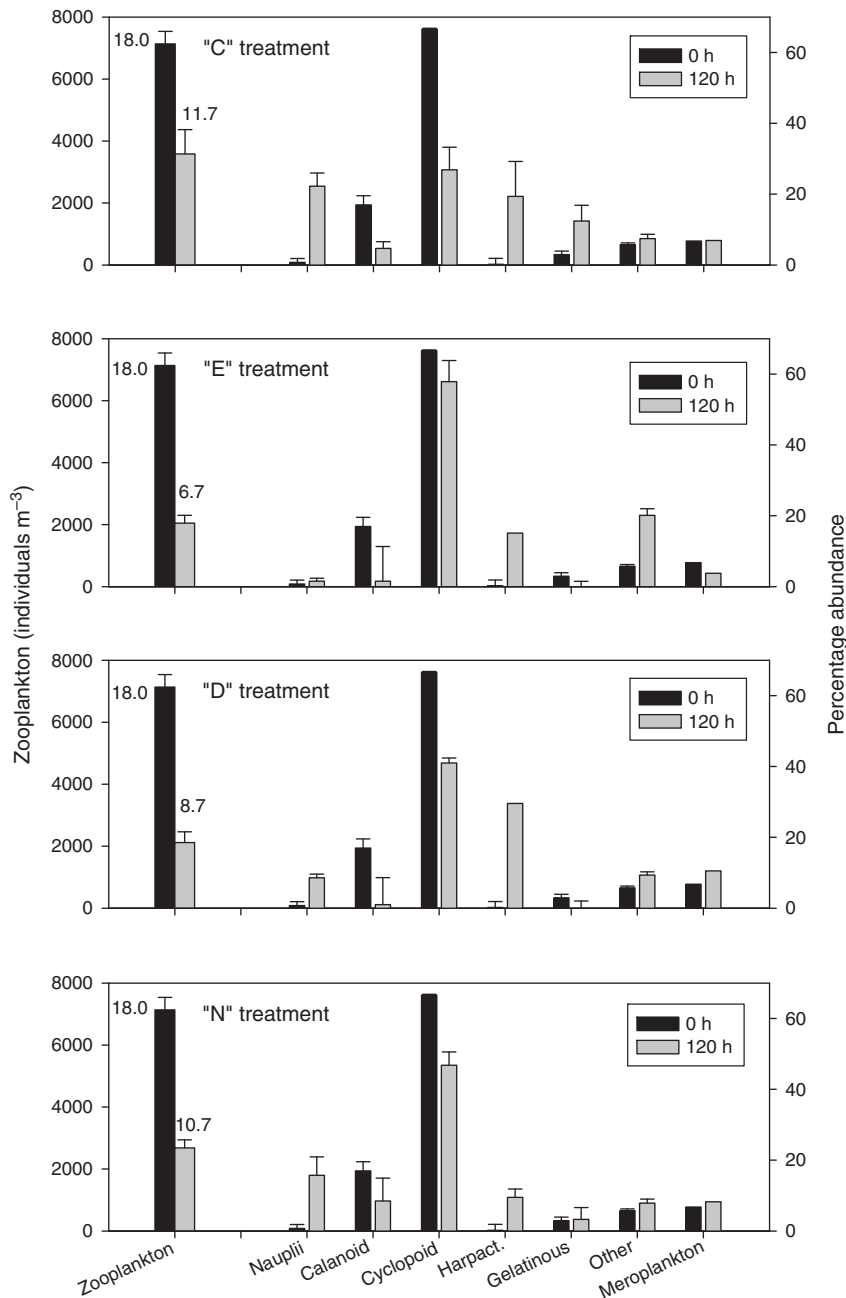 8000
6000
4000
2000
0
18.0
11.7
"C" treatment
0 h
120 h
60
40
20
0
8000
6000
4000
2000
0
18.0
6.7
"E" treatment
0 h
120 h
60
40
20
0
Zooplankton (individuals m⁻³)
Percentage abundance
8000
6000
4000
2000
0
18.0
8.7
"D" treatment
0 h
120 h
60
40
20
0
8000
6000
4000
2000
0
18.0
10.7
"N" treatment
0 h
120 h
60
40
20
0
Zooplankton
Nauplii
Calanoid
Cyclopoid
Harpact.
Gelatinous
Other
Meroplankton